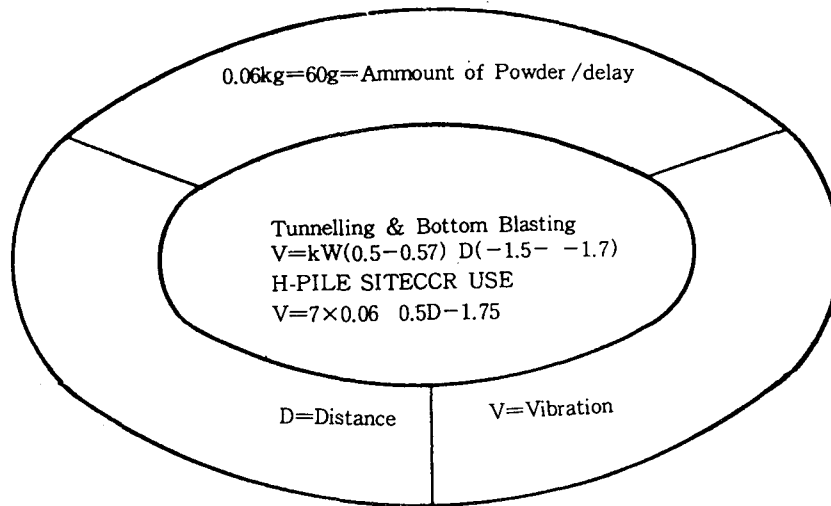 0.06kg=60g=Ammount of Powder/delay
Tunnelling & Bottom Blasting
V=kW(0.5-0.57) D(-1.5- -1.7)
H-PILE SITECCR USE
V=7×0.06 0.5D-1.75
D=Distance
V=Vibration